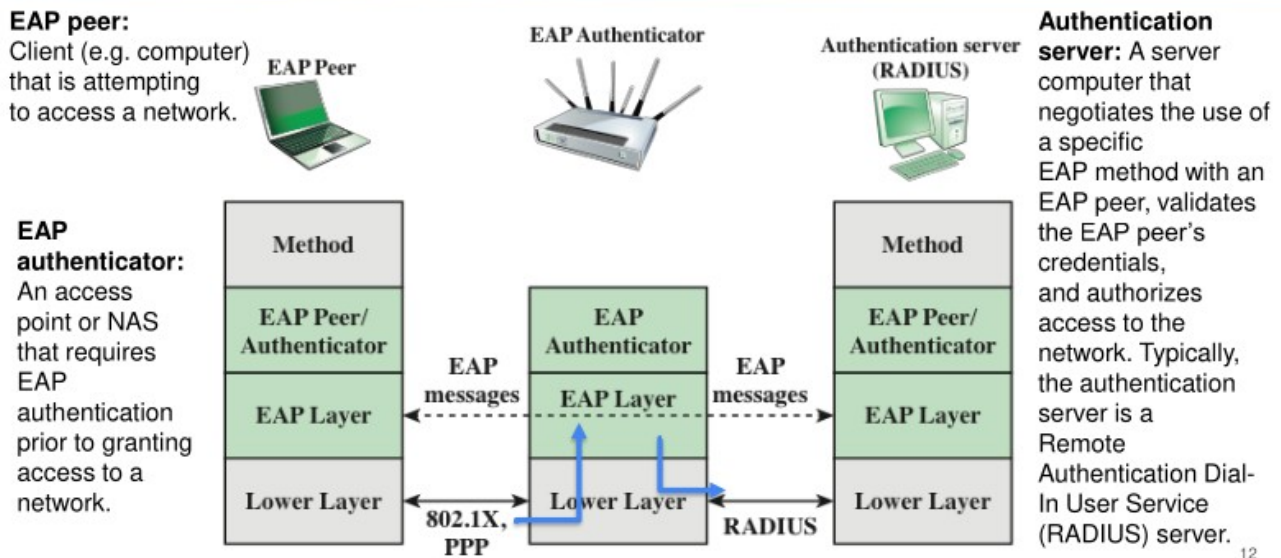 EAP peer:
Client (e.g. computer)
that is attempting
to access a network.
EAP Peer
EAP Authenticator
Authentication server
(RADIUS)
Authentication
server: A server
computer that
negotiates the use of
a specific
EAP method with an
EAP peer, validates
the EAP peer's
credentials,
and authorizes
access to the
network. Typically,
the authentication
server is a
Remote
Authentication Dial-
In User Service
(RADIUS) server.
EAP
authenticator:
An access
point or NAS
that requires
EAP
authentication
prior to granting
access to a
network.
Method
EAP Peer/
Authenticator
EAP Layer
Lower Layer
EAP
messages
802.1X,
PPP
EAP
Authenticator
EAP Layer
Lower Layer
EAP
messages
RADIUS
Method
EAP Peer/
Authenticator
EAP Layer
Lower Layer
12